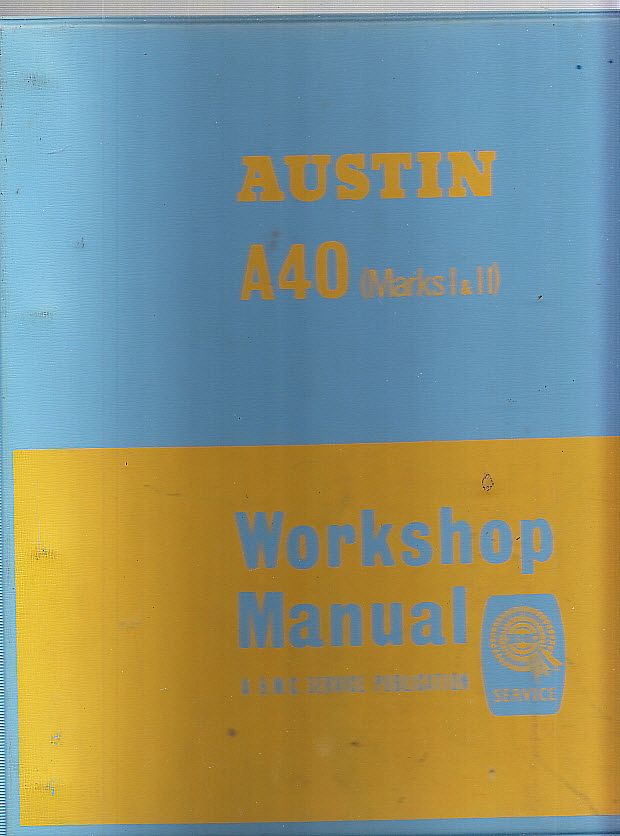 AUSTIN
A40 (Marks I & II)
Workshop
Manual
A B.M.C. SERVICE PUBLICATION
SERVICE